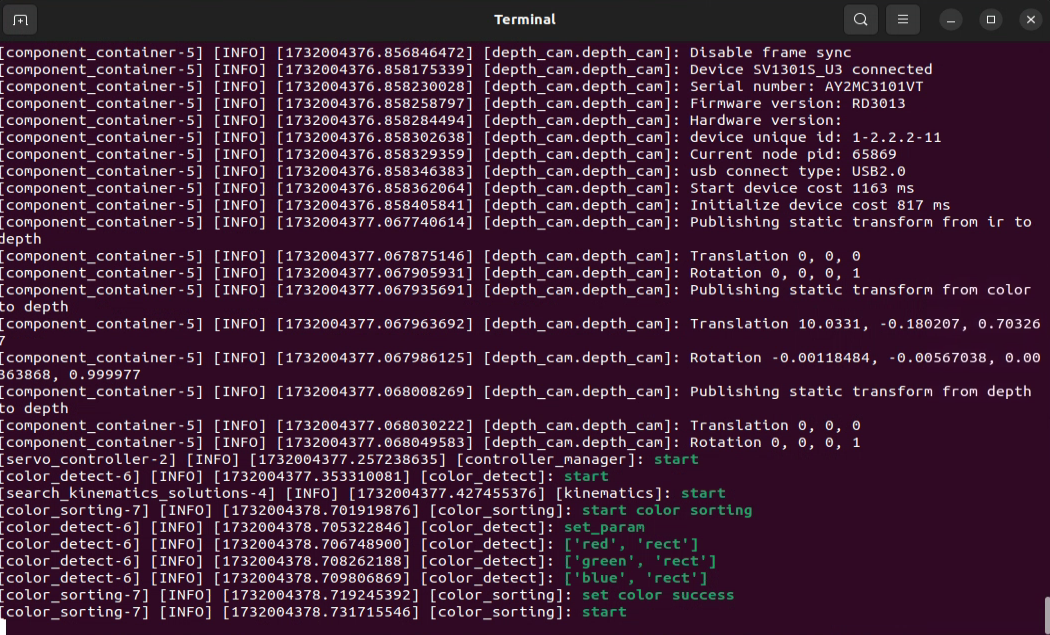 Terminal
[component_container-5] [INFO] [1732004376.856846472] [depth_cam.depth_cam]: Disable frame sync
[component_container-5] [INFO] [1732004376.858175339] [depth_cam.depth_cam]: Device SV1301S_U3 connected
[component_container-5] [INFO] [1732004376.858230028] [depth_cam.depth_cam]: Serial number: AY2MC3101VT
[component_container-5] [INFO] [1732004376.858258797] [depth_cam.depth_cam]: Firmware version: RD3013
[component_container-5] [INFO] [1732004376.858284494] [depth_cam.depth_cam]: Hardware version:
[component_container-5] [INFO] [1732004376.858302638] [depth_cam.depth_cam]: device unique id: 1-2.2.2-11
[component_container-5] [INFO] [1732004376.858329359] [depth_cam.depth_cam]: Current node pid: 65869
[component_container-5] [INFO] [1732004376.858346383] [depth_cam.depth_cam]: usb connect type: USB2.0
[component_container-5] [INFO] [1732004376.858362064] [depth_cam.depth_cam]: Start device cost 1163 ms
[component_container-5] [INFO] [1732004376.858405841] [depth_cam.depth_cam]: Initialize device cost 817 ms
[component_container-5] [INFO] [1732004377.067740614] [depth_cam.depth_cam]: Publishing static transform from ir to
depth
[component_container-5] [INFO] [1732004377.067875146] [depth_cam.depth_cam]: Translation 0, 0, 0
[component_container-5] [INFO] [1732004377.067905931] [depth_cam.depth_cam]: Rotation 0, 0, 0, 1
[component_container-5] [INFO] [1732004377.067935691] [depth_cam.depth_cam]: Publishing static transform from color
to depth
[component_container-5] [INFO] [1732004377.067963692] [depth_cam.depth_cam]: Translation 10.0331, -0.180207, 0.70326
7
[component_container-5] [INFO] [1732004377.067986125] [depth_cam.depth_cam]: Rotation -0.00118484, -0.00567038, 0.00
363868, 0.999977
[component_container-5] [INFO] [1732004377.068008269] [depth_cam.depth_cam]: Publishing static transform from depth
to depth
[component_container-5] [INFO] [1732004377.068030222] [depth_cam.depth_cam]: Translation 0, 0, 0
[component_container-5] [INFO] [1732004377.068049583] [depth_cam.depth_cam]: Rotation 0, 0, 0, 1
[servo_controller-2] [INFO] [1732004377.257238635] [controller_manager]: start
[color_detect-6] [INFO] [1732004377.353310081] [color_detect]: start
[search_kinematics_solutions-4] [INFO] [1732004377.427455376] [kinematics]: start
[color_sorting-7] [INFO] [1732004378.701919876] [color_sorting]: start color sorting
[color_detect-6] [INFO] [1732004378.705322846] [color_detect]: set_param
[color_detect-6] [INFO] [1732004378.706748900] [color_detect]: ['red', 'rect']
[color_detect-6] [INFO] [1732004378.708262188] [color_detect]: ['green', 'rect']
[color_detect-6] [INFO] [1732004378.709806869] [color_detect]: ['blue', 'rect']
[color_sorting-7] [INFO] [1732004378.719245392] [color_sorting]: set color success
[color_sorting-7] [INFO] [1732004378.731715546] [color_sorting]: start